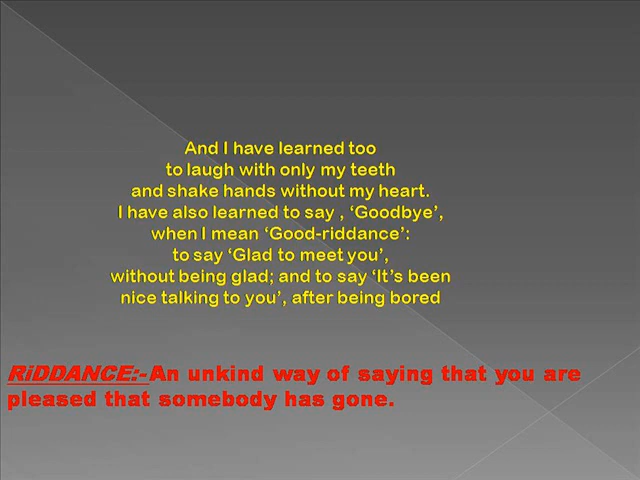 And I have learned too
to laugh with only my teeth
and shake hands without my heart.
I have also learned to say , ‘Goodbye’,
when I mean ‘Good-riddance’:
to say ‘Glad to meet you’,
without being glad; and to say ‘It’s been
nice talking to you’, after being bored
RiDDANCE:-An unkind way of saying that you are
pleased that somebody has gone.